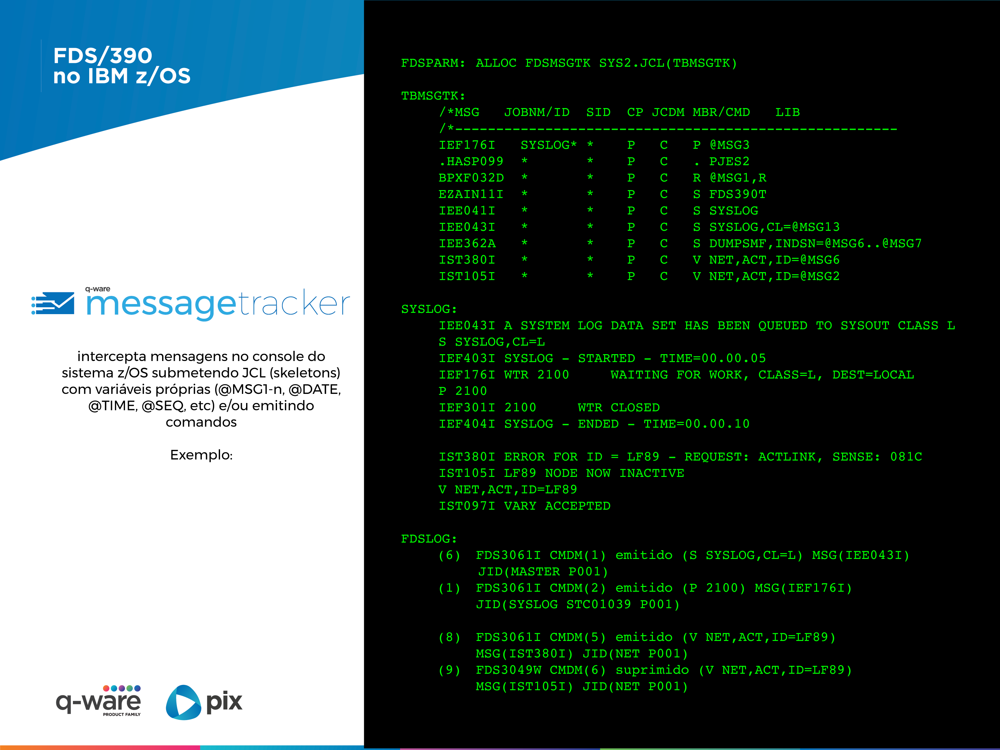 FDS/390
no IBM z/OS
q-ware
messagetracker
intercepta mensagens no console do
sistema z/OS submetendo JCL (skeletons)
com variáveis próprias (@MSG1-n, @DATE,
@TIME, @SEQ, etc) e/ou emitindo
comandos
Exemplo:
q-ware
PRODUCT FAMILY
pix
FDSPARM: ALLOC FDSMSGTK SYS2.JCL(TBMSGTK)
TBMSGTK:
/*MSG   JOBNM/ID  SID  CP JCDM MBR/CMD   LIB
/*------------------------------------------------------
IEF176I   SYSLOG* *    P   C   P @MSG3
.HASP099  *       *    P   C   . PJES2
BPXF032D  *       *    P   C   R @MSG1,R
EZAIN11I  *       *    P   C   S FDS390T
IEE041I   *       *    P   C   S SYSLOG
IEE043I   *       *    P   C   S SYSLOG,CL=@MSG13
IEE362A   *       *    P   C   S DUMPSMF,INDSN=@MSG6..@MSG7
IST380I   *       *    P   C   V NET,ACT,ID=@MSG6
IST105I   *       *    P   C   V NET,ACT,ID=@MSG2
SYSLOG:
IEE043I A SYSTEM LOG DATA SET HAS BEEN QUEUED TO SYSOUT CLASS L
S SYSLOG,CL=L
IEF403I SYSLOG - STARTED - TIME=00.00.05
IEF176I WTR 2100     WAITING FOR WORK, CLASS=L, DEST=LOCAL
P 2100
IEF301I 2100     WTR CLOSED
IEF404I SYSLOG - ENDED - TIME=00.00.10
IST380I ERROR FOR ID = LF89 - REQUEST: ACTLINK, SENSE: 081C
IST105I LF89 NODE NOW INACTIVE
V NET,ACT,ID=LF89
IST097I VARY ACCEPTED
FDSLOG:
(6)  FDS3061I CMDM(1) emitido (S SYSLOG,CL=L) MSG(IEE043I)
JID(MASTER P001)
(1)  FDS3061I CMDM(2) emitido (P 2100) MSG(IEF176I)
JID(SYSLOG STC01039 P001)
(8)  FDS3061I CMDM(5) emitido (V NET,ACT,ID=LF89)
MSG(IST380I) JID(NET P001)
(9)  FDS3049W CMDM(6) suprimido (V NET,ACT,ID=LF89)
MSG(IST105I) JID(NET P001)